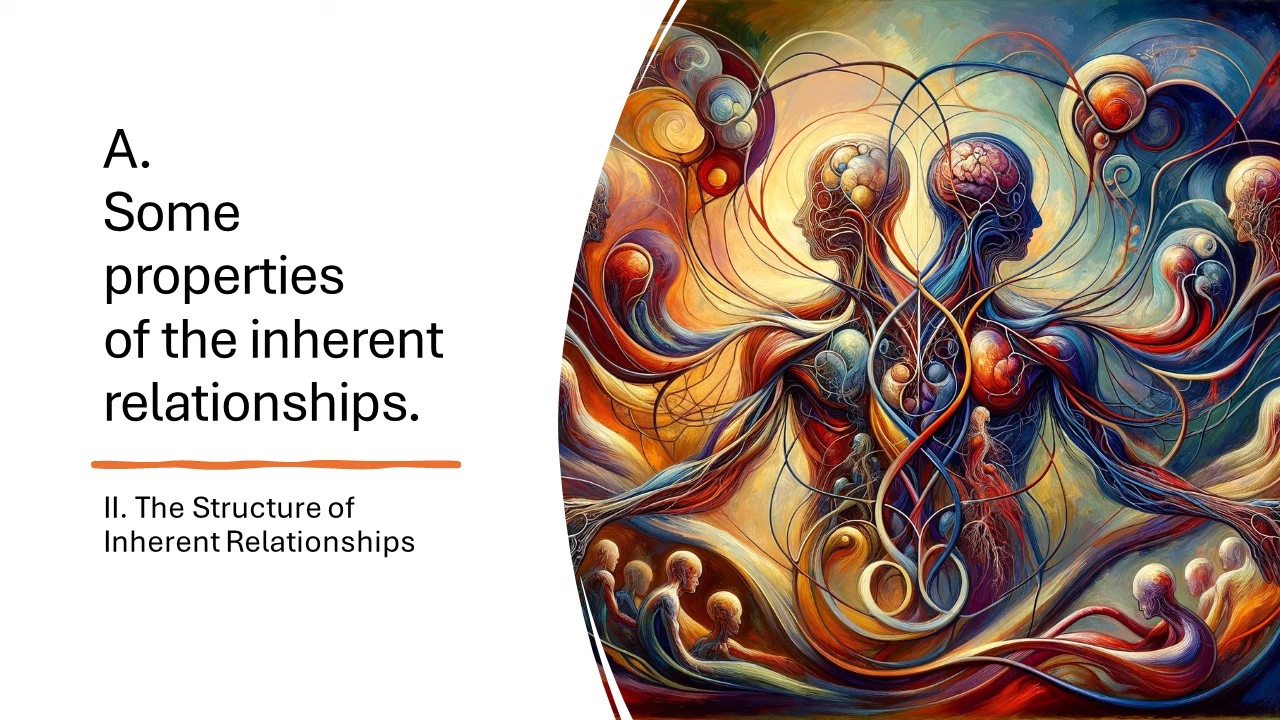 A.
Some
properties
of the inherent
relationships.
II. The Structure of
Inherent Relationships